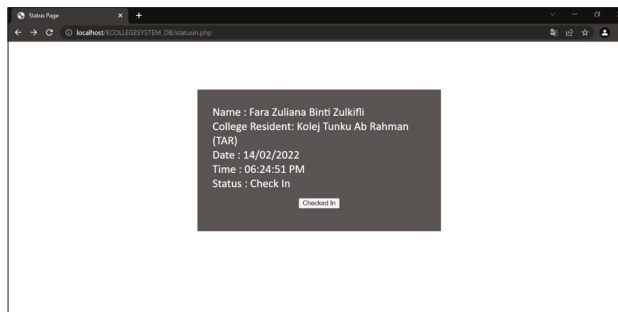 Status Page
localhost/ECOLLEGESYSTEM_DB/statusin.php
Name : Fara Zuliana Binti Zulkifli
College Resident: Kolej Tunku Ab Rahman
(TAR)
Date : 14/02/2022
Time : 06:24:51 PM
Status : Check In
Checked In